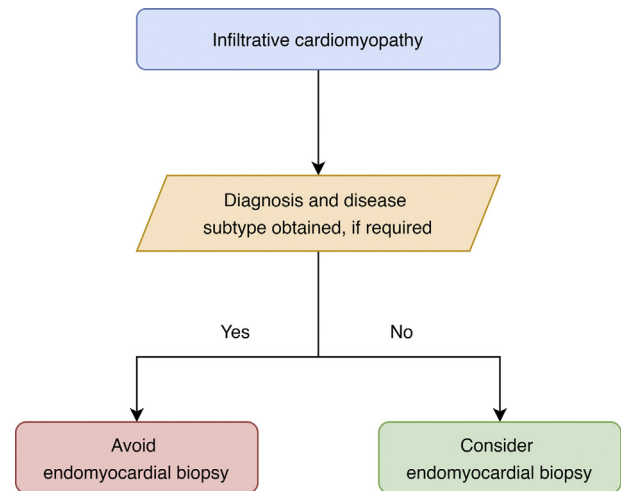 Infiltrative cardiomyopathy
Diagnosis and disease
subtype obtained, if required
Yes
No
Avoid
endomyocardial biopsy
Consider
endomyocardial biopsy